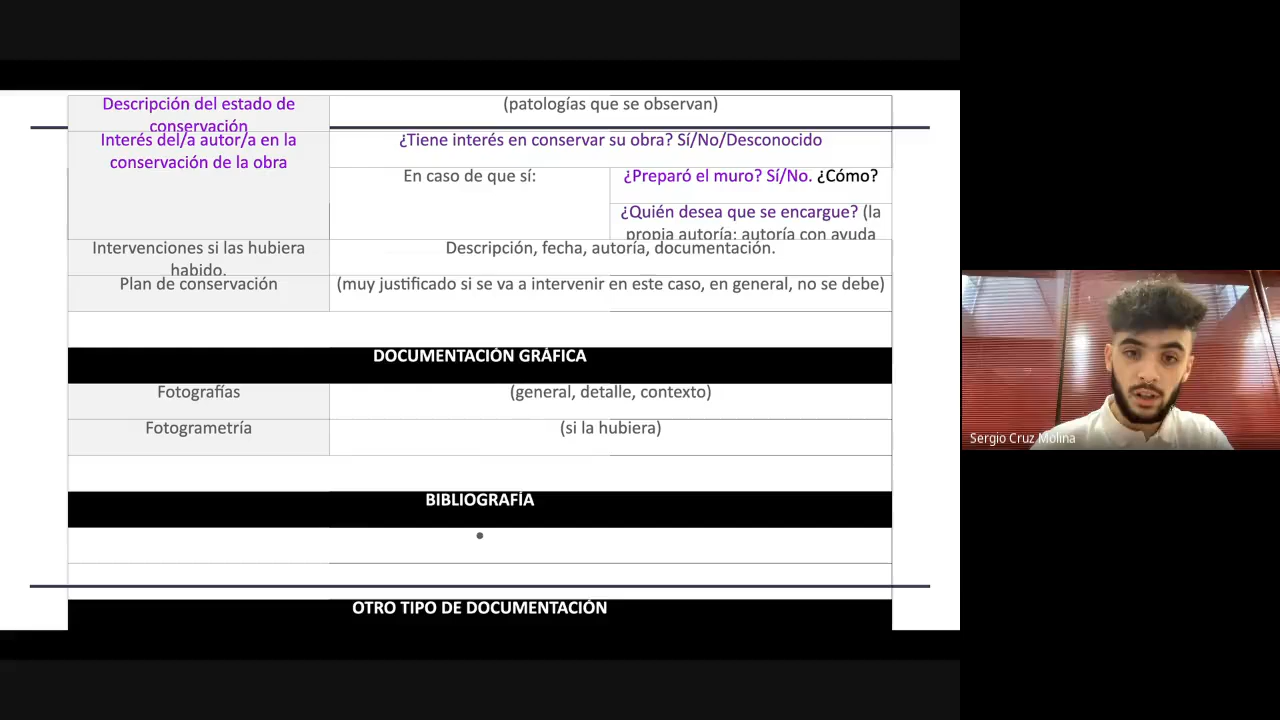 Descripción del estado de
conservación
(patologías que se observan)
Interés del/a autor/a en la
conservación de la obra
¿Tiene interés en conservar su obra? Sí/No/Desconocido
En caso de que sí:
¿Preparó el muro? Sí/No. ¿Cómo?
¿Quién desea que se encargue? (la
propia autoría; autoría con ayuda
Intervenciones si las hubiera
habido.
Descripción, fecha, autoría, documentación.
Plan de conservación
(muy justificado si se va a intervenir en este caso, en general, no se debe)
DOCUMENTACIÓN GRÁFICA
Fotografías
(general, detalle, contexto)
Fotogrametría
(si la hubiera)
BIBLIOGRAFÍA
•
OTRO TIPO DE DOCUMENTACIÓN
Sergio Cruz Molina